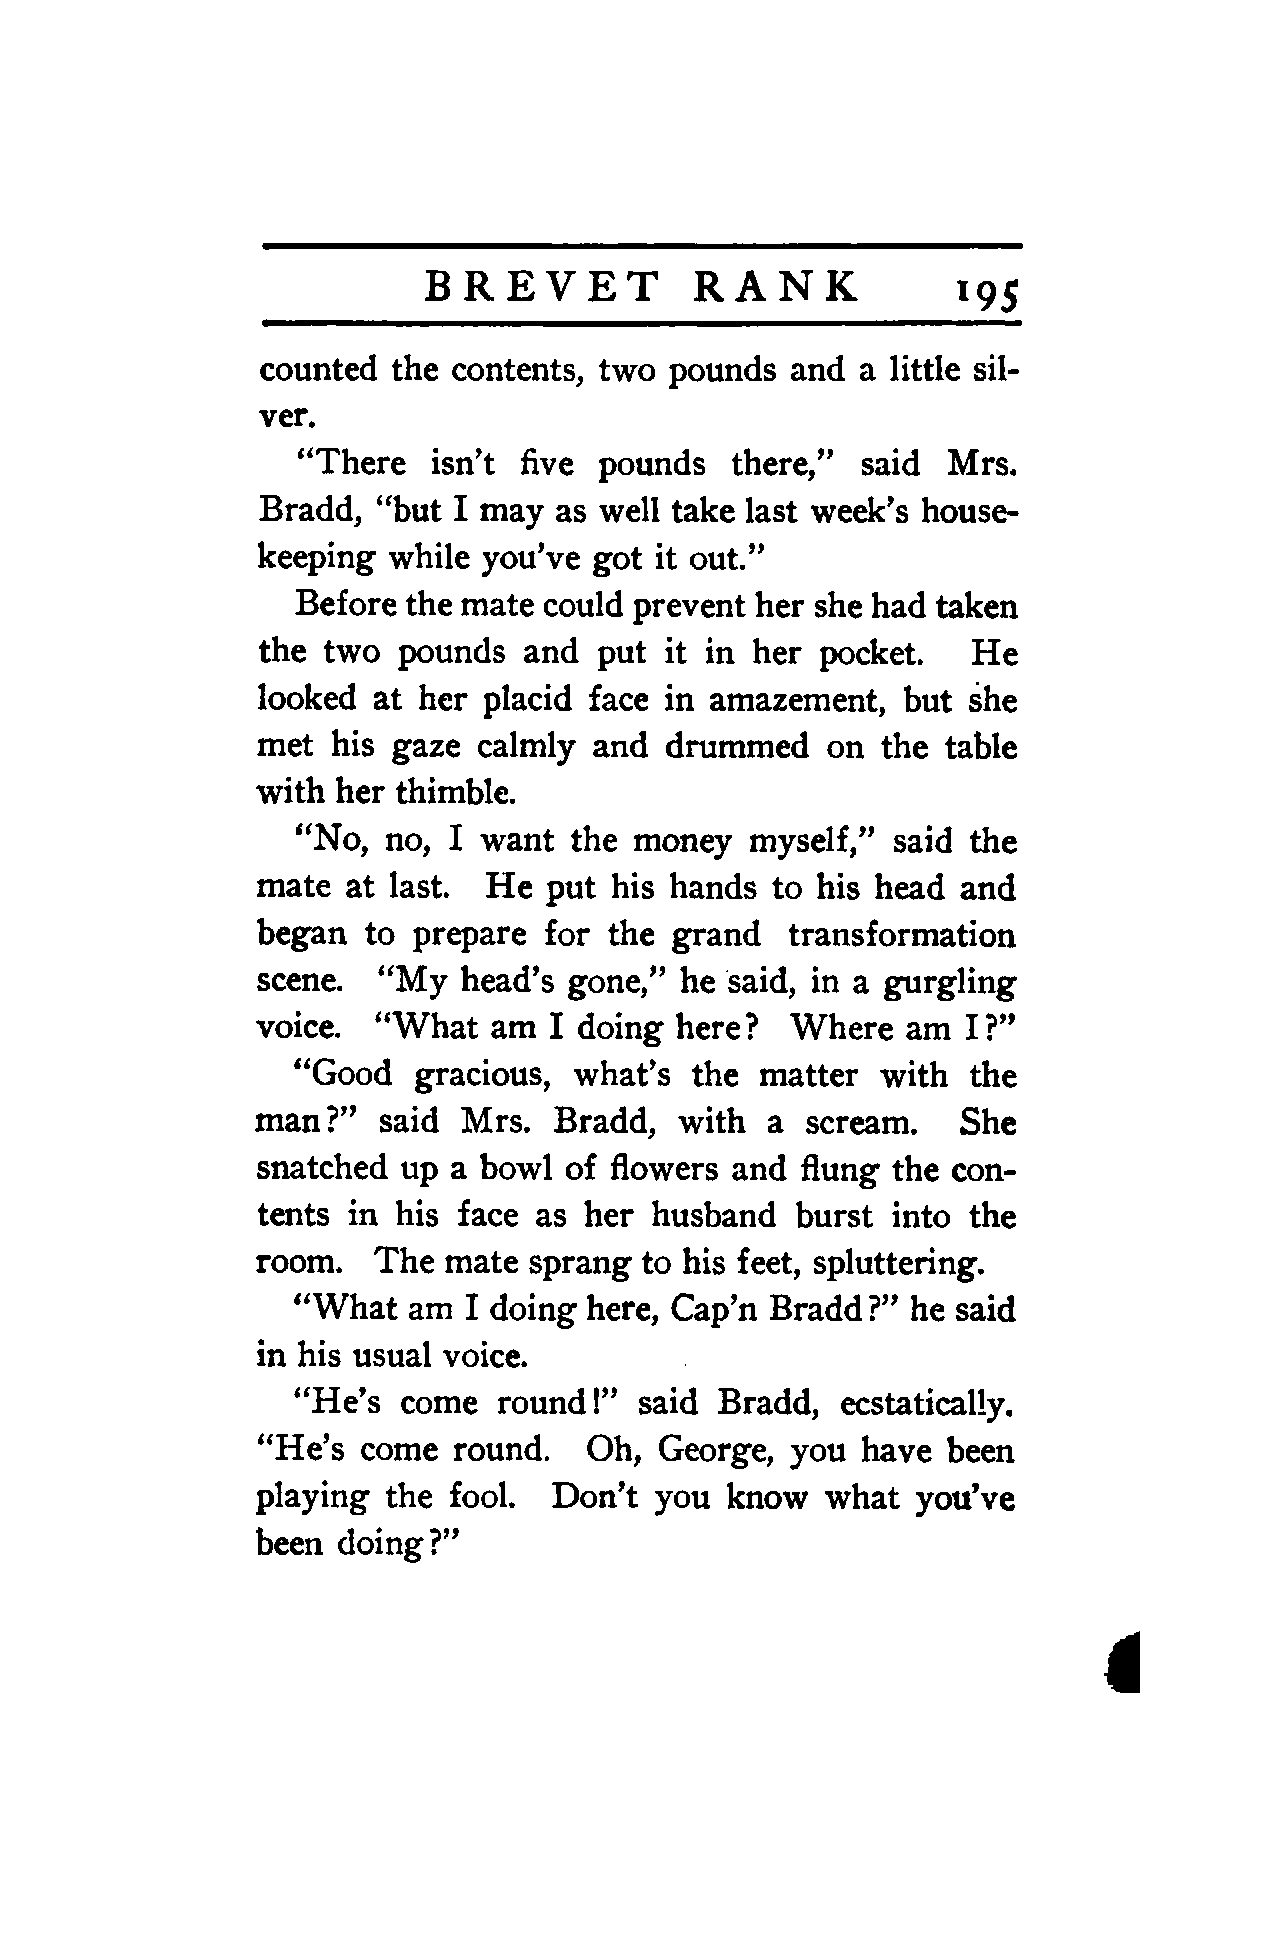 BREVET RANK 195
counted the contents, two pounds and a little sil-
ver.
"There isn't five pounds there," said Mrs.
Bradd, "but I may as well take last week's house-
keeping while you've got it out."
Before the mate could prevent her she had taken
the two pounds and put it in her pocket. He
looked at her placid face in amazement, but she
met his gaze calmly and drummed on the table
with her thimble.
"No, no, I want the money myself," said the
mate at last. He put his hands to his head and
began to prepare for the grand transformation
scene. "My head's gone," he said, in a gurgling
voice. "What am I doing here? Where am I?"
"Good gracious, what's the matter with the
man?" said Mrs. Bradd, with a scream. She
snatched up a bowl of flowers and flung the con-
tents in his face as her husband burst into the
room. The mate sprang to his feet, spluttering.
"What am I doing here, Cap'n Bradd?" he said
in his usual voice.
"He's come round!" said Bradd, ecstatically.
"He's come round. Oh, George, you have been
playing the fool. Don't you know what you've
been doing?"